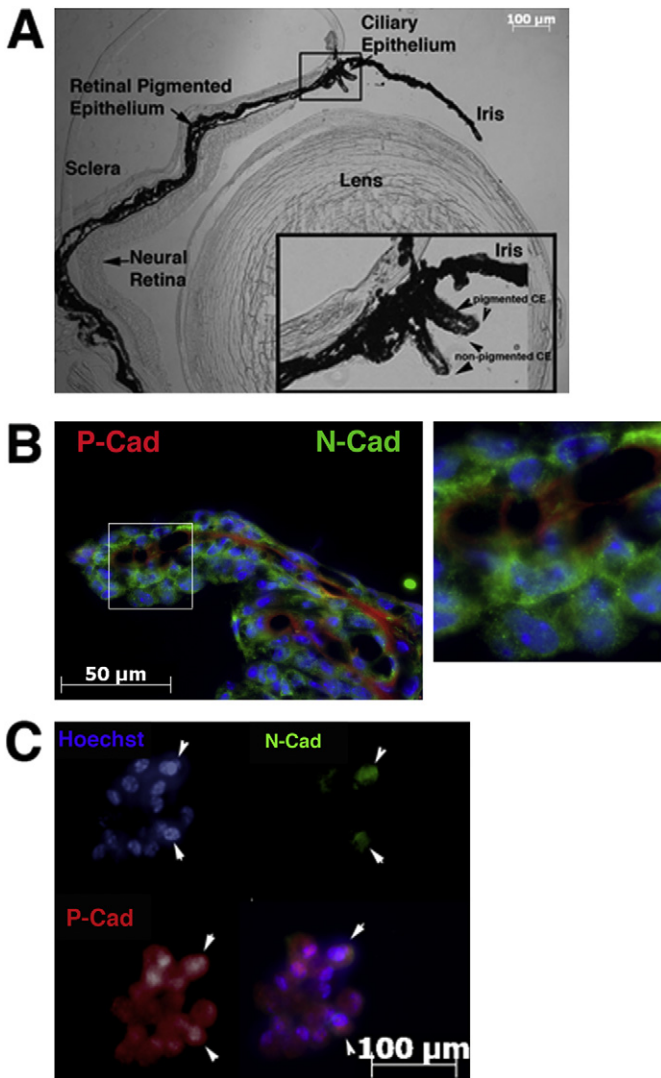 A
100 µm
Ciliary
Epithelium
Retinal Pigmented
Epithelium
Iris
Sclera
Lens
Neural
Retina
Iris
pigmented CE
non-pigmented CE
B
P-Cad
N-Cad
50 µm
C
Hoechst
N-Cad
P-Cad
100 µm